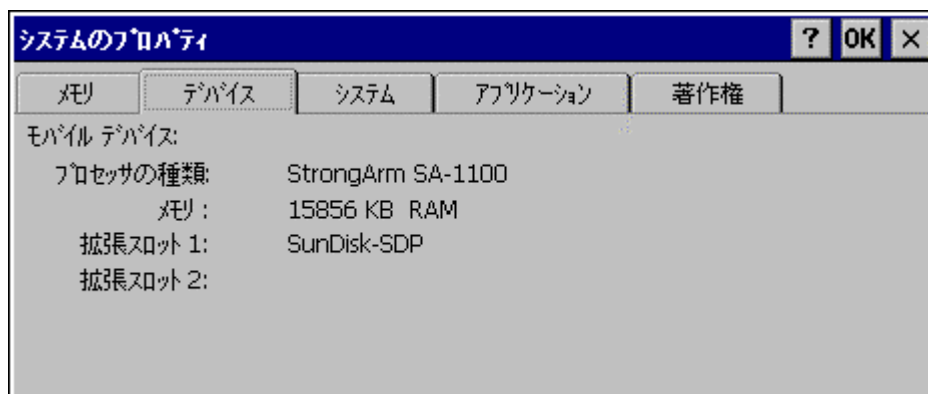 システムのプロパティ ? OK ×
メモリ デバイス システム アプリケーション 著作権
モバイル デバイス:
プロセッサの種類: StrongArm SA-1100
メモリ : 15856 KB RAM
拡張スロット 1: SunDisk-SDP
拡張スロット 2: